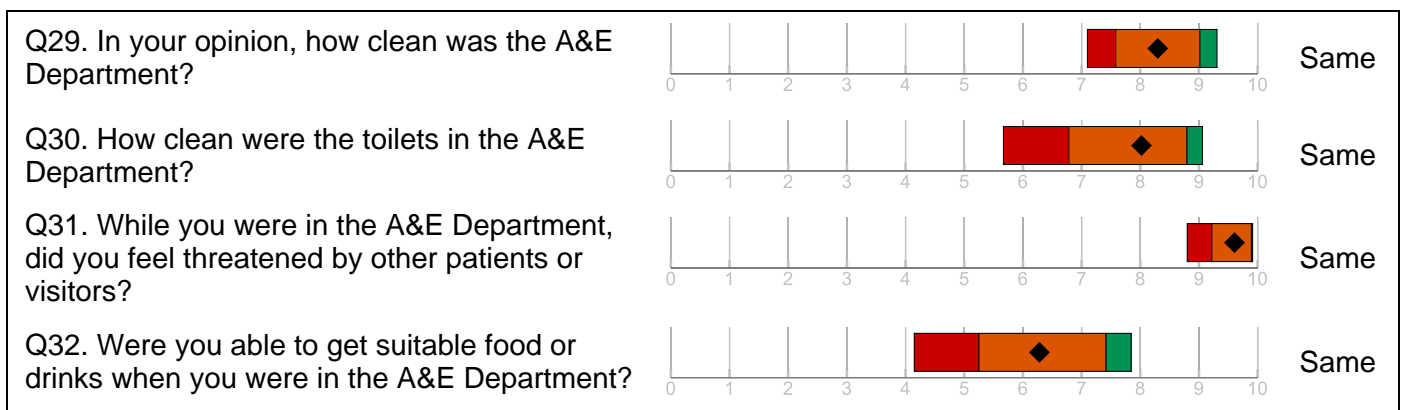 Q29. In your opinion, how clean was the A&E
Department?
Same
0 1 2 3 4 5 6 7 8 9 10
Q30. How clean were the toilets in the A&E
Department?
Same
0 1 2 3 4 5 6 7 8 9 10
Q31. While you were in the A&E Department,
did you feel threatened by other patients or
visitors?
Same
0 1 2 3 4 5 6 7 8 9 10
Q32. Were you able to get suitable food or
drinks when you were in the A&E Department?
Same
0 1 2 3 4 5 6 7 8 9 10